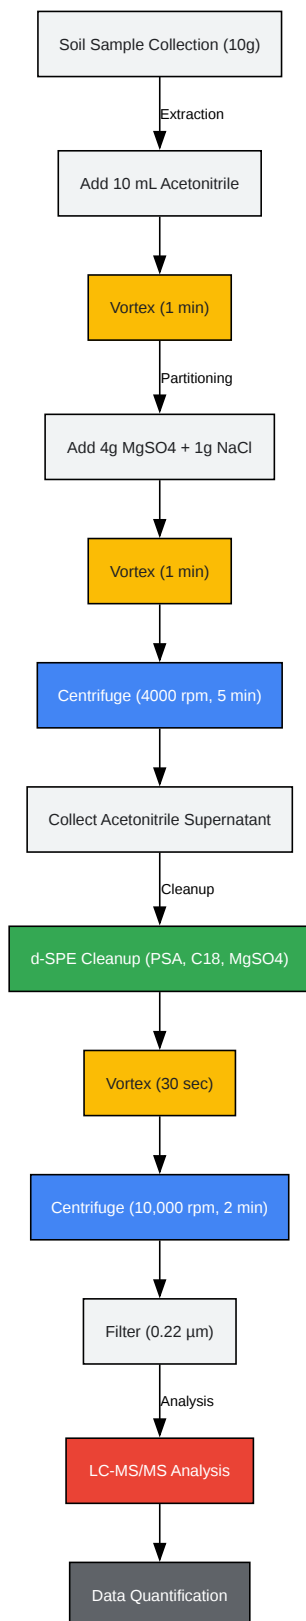 Soil Sample Collection (10g)
Extraction
Add 10 mL Acetonitrile
Vortex (1 min)
Partitioning
Add 4g MgSO4 + 1g NaCl
Vortex (1 min)
Centrifuge (4000 rpm, 5 min)
Collect Acetonitrile Supernatant
Cleanup
d-SPE Cleanup (PSA, C18, MgSO4)
Vortex (30 sec)
Centrifuge (10,000 rpm, 2 min)
Filter (0.22 µm)
Analysis
LC-MS/MS Analysis
Data Quantification